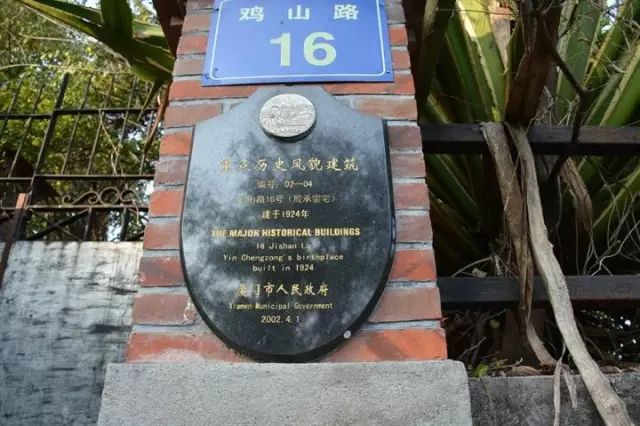 鸡山路
16
重点历史风貌建筑
编号：02—04
鸡山路16号（殷承宗宅）
建于1924年
THE MAJOR HISTORICAL BUILDINGS
16 Jishan Lu
Yin Chengzong's birthplace
built in 1924
厦门市人民政府
Xiamen Municipal Government
2002.4.1